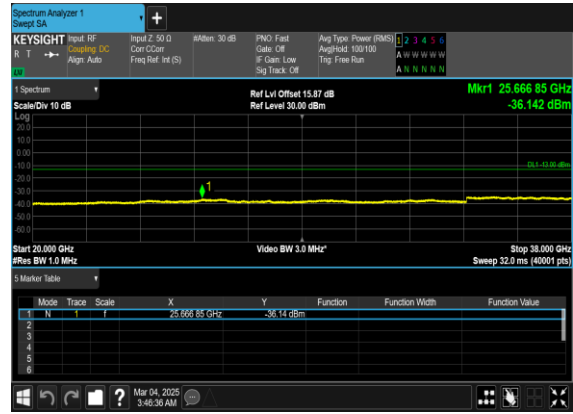 Spectrum Analyzer 1
Swept SA
+
KEYSIGHT
R T
LW
Input: RF
Coupling: DC
Align: Auto
Input Z: 50 Ω
Corr CCorr
Freq Ref: Int (S)
#Atten: 30 dB
PNO: Fast
Gate: Off
IF Gain: Low
Sig Track: Off
Avg Type: Power (RMS)
Avg|Hold: 100/100
Trig: Free Run
1 2 3 4 5 6
A W W W W W
A N N N N N
1 Spectrum
Scale/Div 10 dB
Ref Lvl Offset 15.87 dB
Ref Level 30.00 dBm
Mkr1 25.666 85 GHz
-36.142 dBm
Log
20.0
10.0
0.00
-10.0
-20.0
-30.0
-40.0
-50.0
-60.0
DL1 -13.00 dBm
1
Start 20.000 GHz
#Res BW 1.0 MHz
Video BW 3.0 MHz*
Stop 38.000 GHz
Sweep 32.0 ms (40001 pts)
5 Marker Table
Mode Trace Scale X Y Function Function Width Function Value
1 N 1 f 25.666 85 GHz -36.14 dBm
2
3
4
5
6
?
Mar 04, 2025
3:46:36 AM